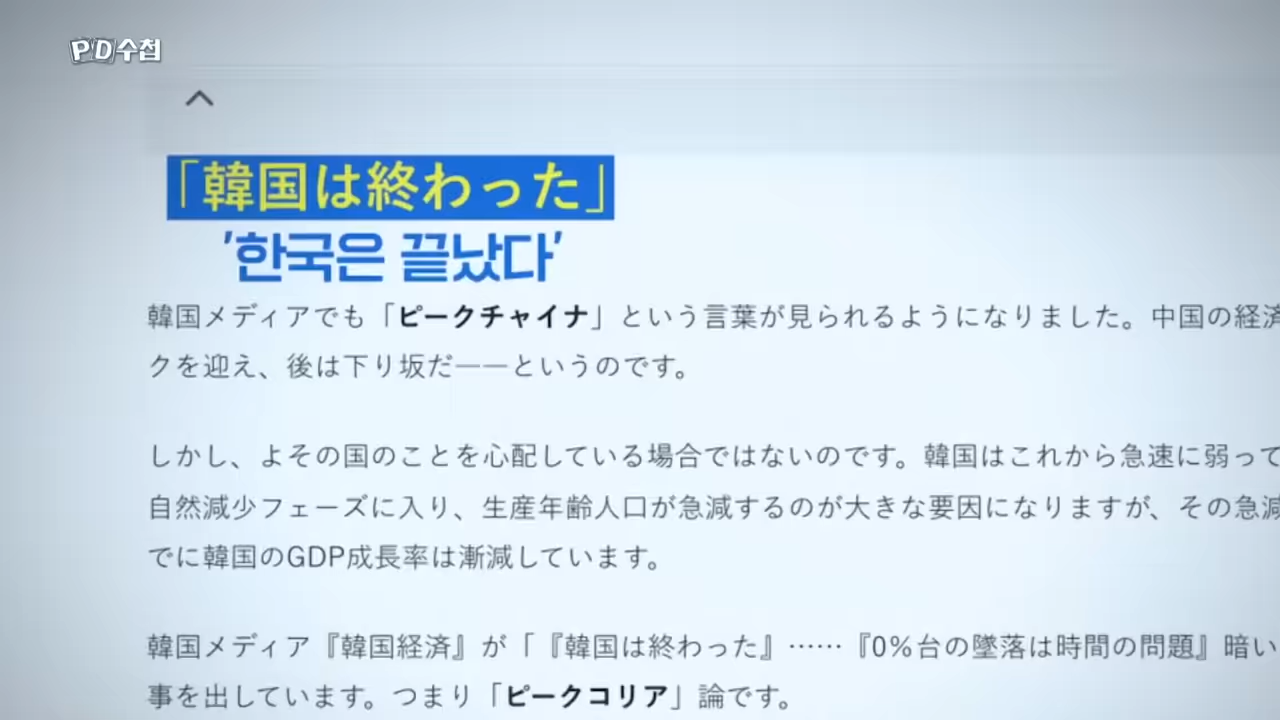 PD수첩
「韓国は終わった」
'한국은 끝났다'
韓国メディアでも「ピークチャイナ」という言葉が見られるようになりました。中国の経済
クを迎え、後は下り坂だ――というのです。
しかし、よその国のことを心配している場合ではないのです。韓国はこれから急速に弱って
自然減少フェーズに入り、生産年齢人口が急減するのが大きな要因になりますが、その急減
でに韓国のGDP成長率は漸減しています。
韓国メディア『韓国経済』が「『韓国は終わった』……『0%台の墜落は時間の問題』暗い
事を出しています。つまり「ピークコリア」論です。